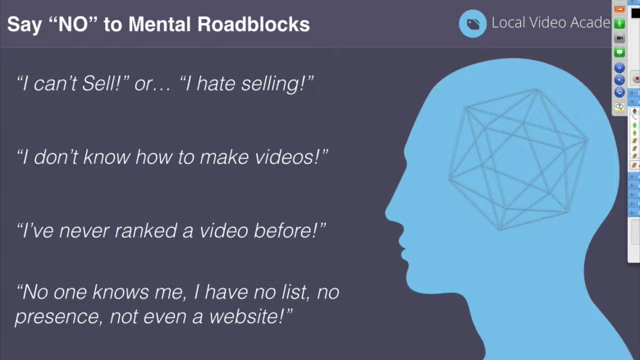 Say “NO” to Mental Roadblocks
Local Video Acade
“I can’t Sell!” or… “I hate selling!”
“I don’t know how to make videos!”
“I’ve never ranked a video before!”
“No one knows me, I have no list, no
presence, not even a website!”